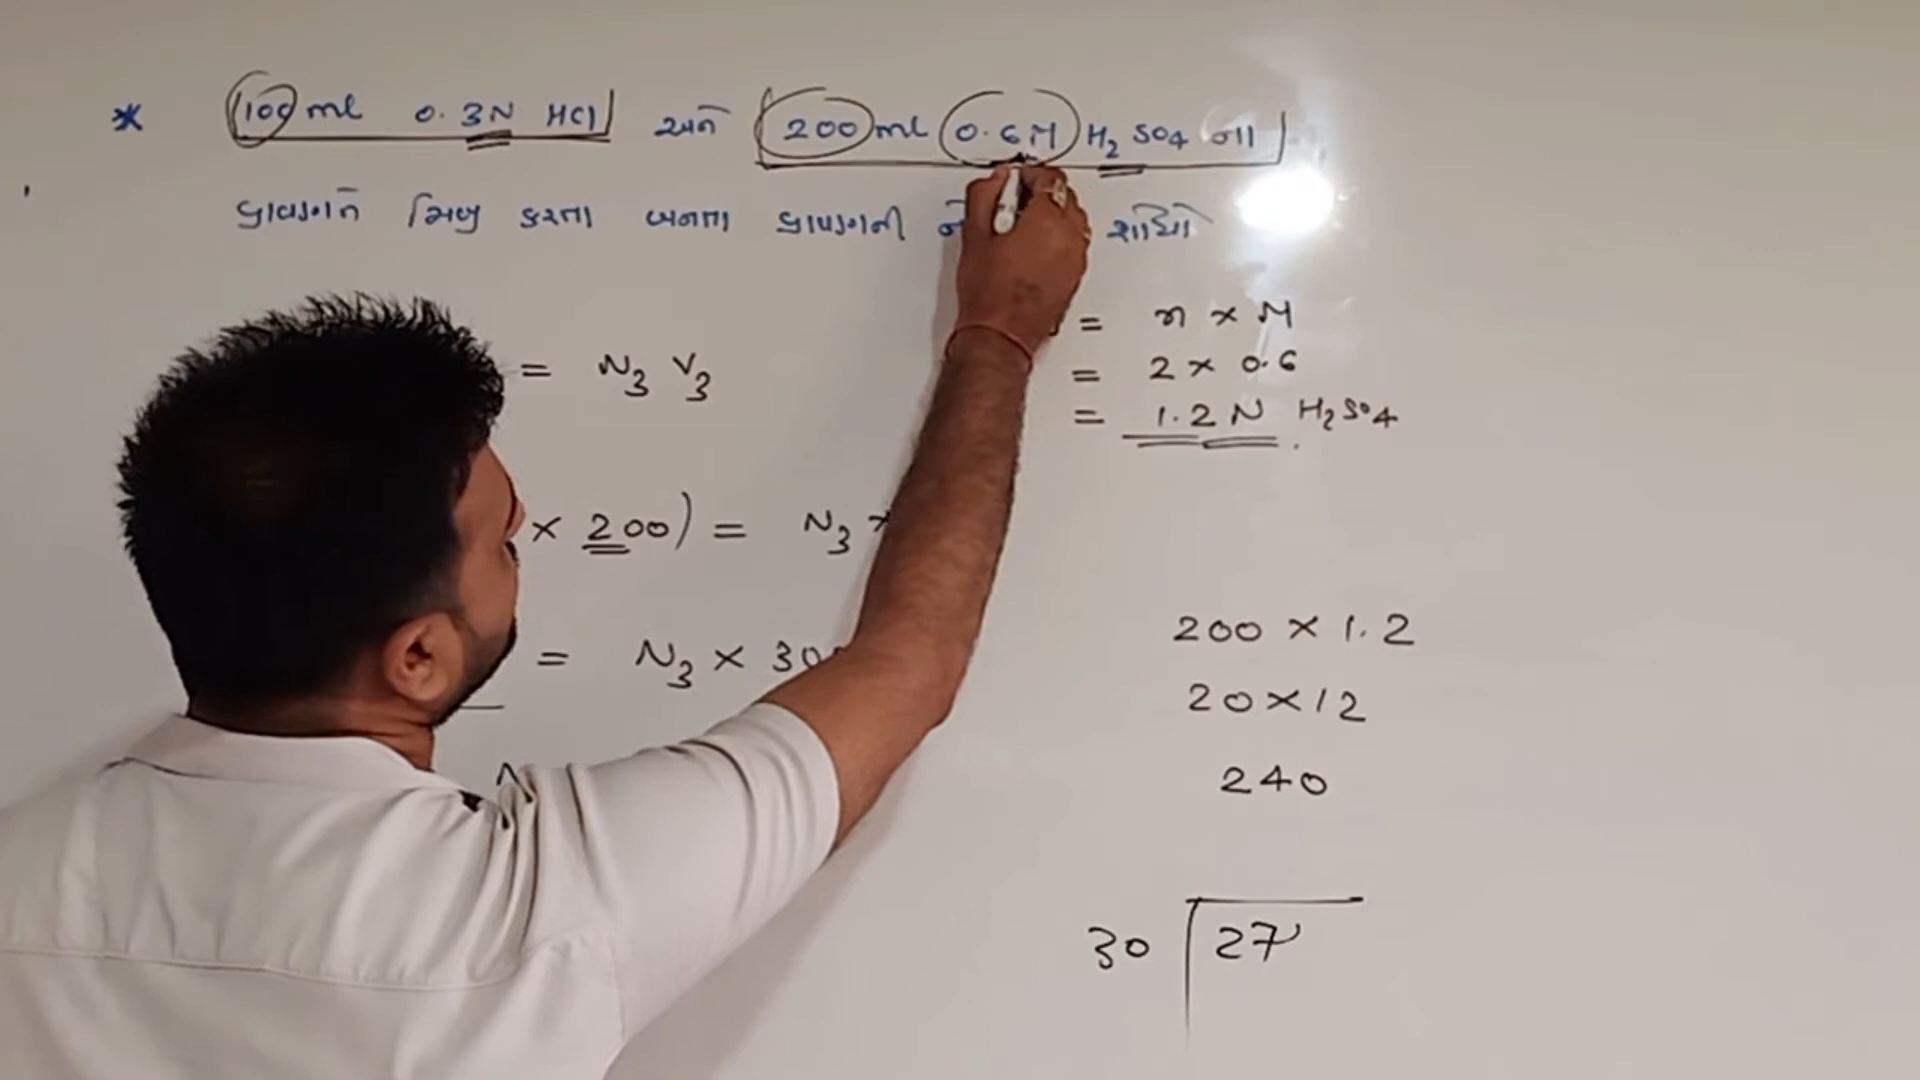 * 100 ml 0.3N HCl અને 200 ml 0.6M H₂SO₄ ના
દ્રાવણને મિશ્ર કરતા બનતા દ્રાવણની શોધો
= N₃ V₃
= n × M
= 2 × 0.6
= 1.2 N H₂SO₄
× 200) = N₃ ×
= N₃ × 30
200 × 1.2
20 × 12
240
30 27